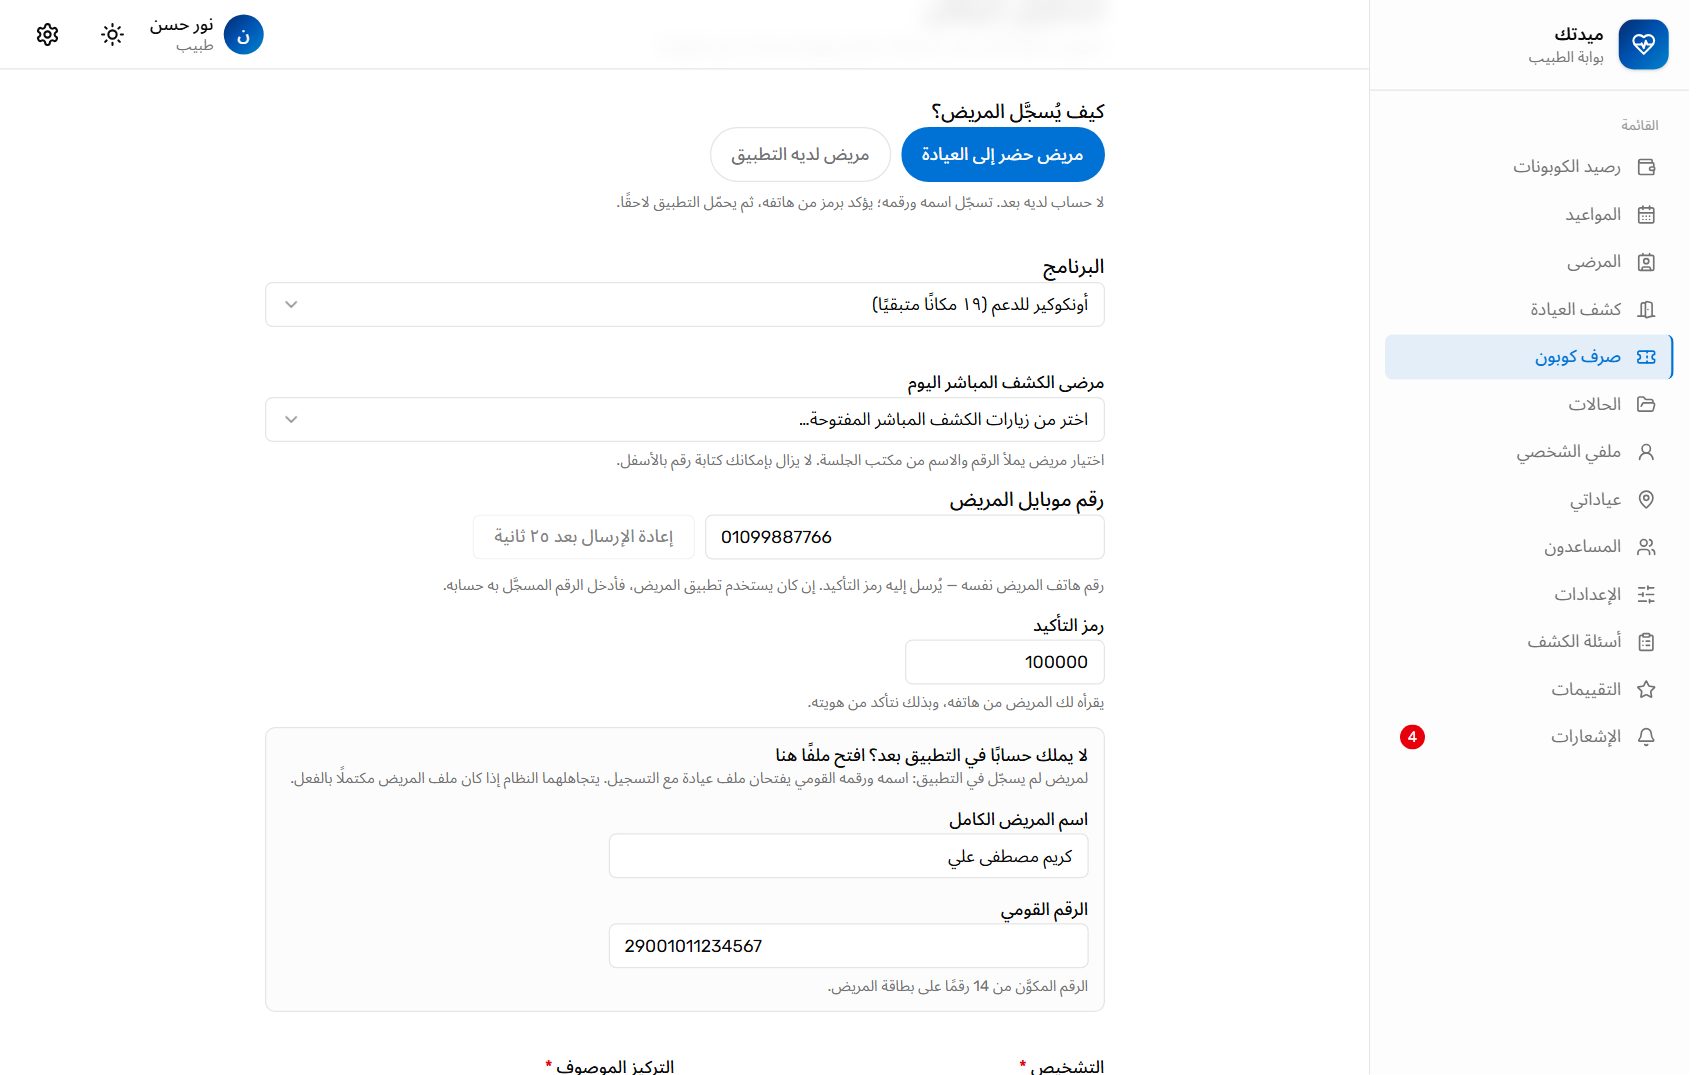 ميدتك
بوابة الطبيب
القائمة
رصيد الكوبونات
المواعيد
المرضى
كشف العيادة
صرف كوبون
الحالات
ملفي الشخصي
عياداتي
المساعدون
الإعدادات
أسئلة الكشف
التقييمات
الإشعارات
4
ن
نور حسن
طبيب
كيف يُسجَّل المريض؟
مريض حضر إلى العيادة
مريض لديه التطبيق
لا حساب لديه بعد. تسجّل اسمه ورقمه؛ يؤكد برمز من هاتفه، ثم يحمّل التطبيق لاحقًا.
البرنامج
أونكوكير للدعم (١٩ مكانًا متبقيًا)
مرضى الكشف المباشر اليوم
اختر من زيارات الكشف المباشر المفتوحة...
اختيار مريض يملأ الرقم والاسم من مكتب الجلسة. لا يزال بإمكانك كتابة رقم بالأسفل.
رقم موبايل المريض
01099887766
إعادة الإرسال بعد ٢٥ ثانية
رقم هاتف المريض نفسه — يُرسل إليه رمز التأكيد. إن كان يستخدم تطبيق المريض، فأدخل الرقم المسجَّل به حسابه.
رمز التأكيد
100000
يقرأه لك المريض من هاتفه، وبذلك نتأكد من هويته.
لا يملك حسابًا في التطبيق بعد؟ افتح ملفًا هنا
لمريض لم يسجّل في التطبيق: اسمه ورقمه القومي يفتحان ملف عيادة مع التسجيل. يتجاهلهما النظام إذا كان ملف المريض مكتملًا بالفعل.
اسم المريض الكامل
كريم مصطفى علي
الرقم القومي
29001011234567
الرقم المكوَّن من 14 رقمًا على بطاقة المريض.
التشخيص *
التركيز الموصوف *